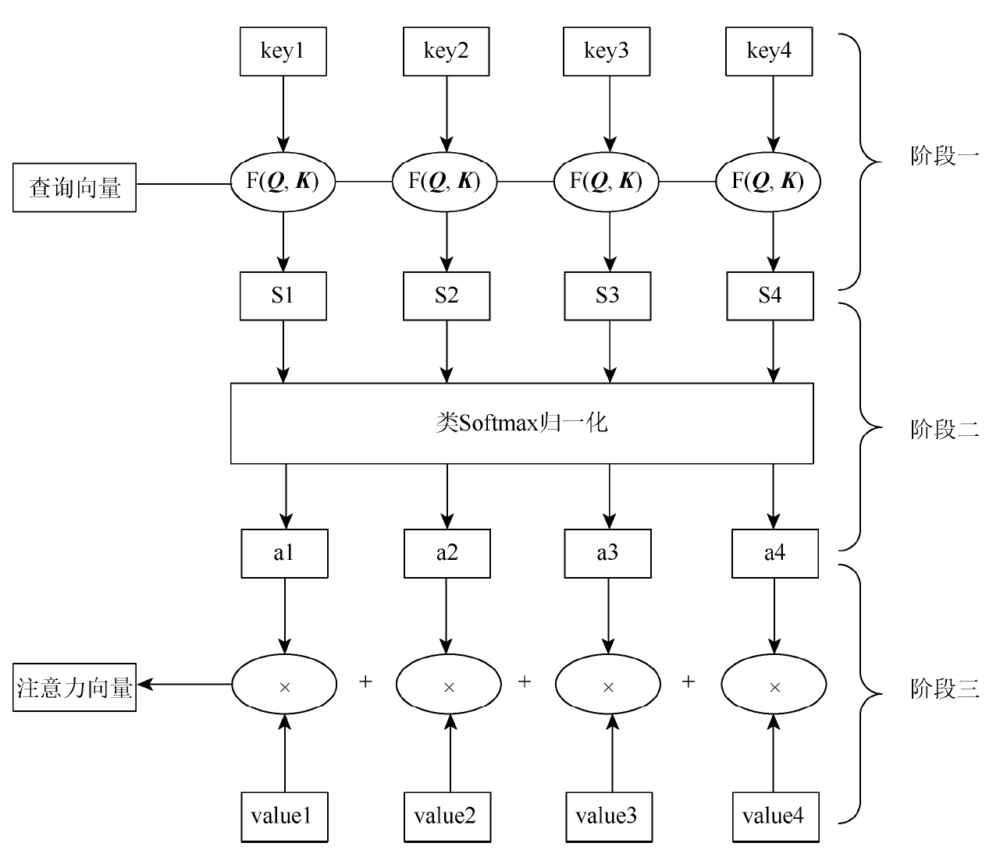 key1 key2 key3 key4
阶段一
查询向量 F(Q, K) F(Q, K) F(Q, K) F(Q, K)
S1 S2 S3 S4
类Softmax归一化
阶段二
a1 a2 a3 a4
注意力向量 × + × + × + × 阶段三
value1 value2 value3 value4